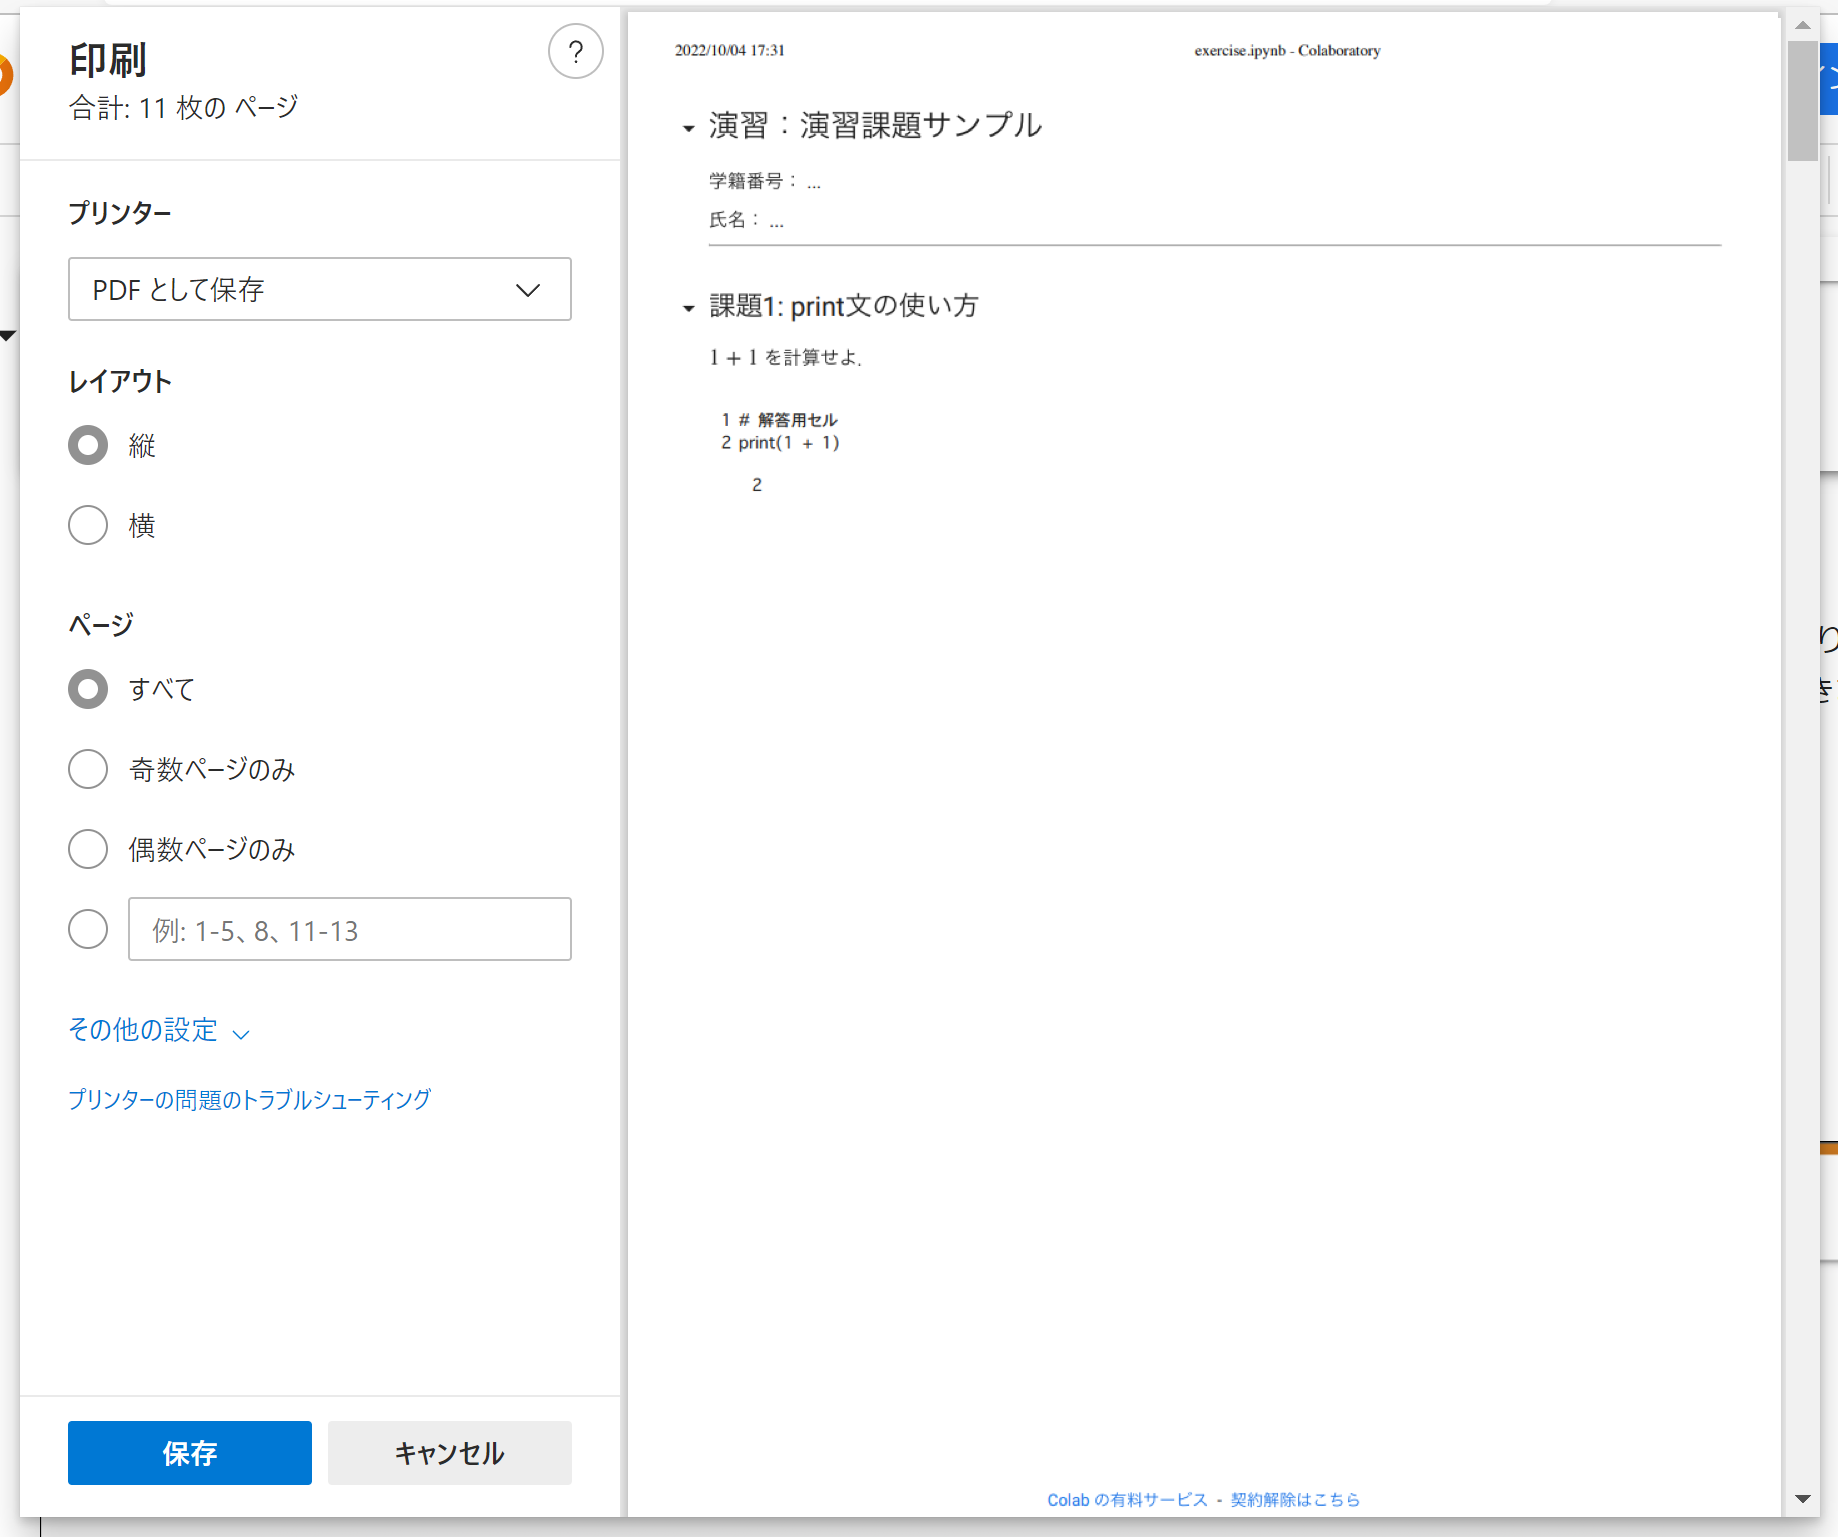 印刷
?
合計: 11 枚の ページ
プリンター
PDF として保存
レイアウト
縦
横
ページ
すべて
奇数ページのみ
偶数ページのみ
例: 1-5、8、11-13
その他の設定
プリンターの問題のトラブルシューティング
保存
キャンセル
2022/10/04 17:31
exercise.ipynb - Colaboratory
演習：演習課題サンプル
学籍番号： ...
氏名： ...
課題1: print文の使い方
1 + 1 を計算せよ.
1 # 解答用セル
2 print(1 + 1)
2
Colab の有料サービス - 契約解除はこちら
り
き